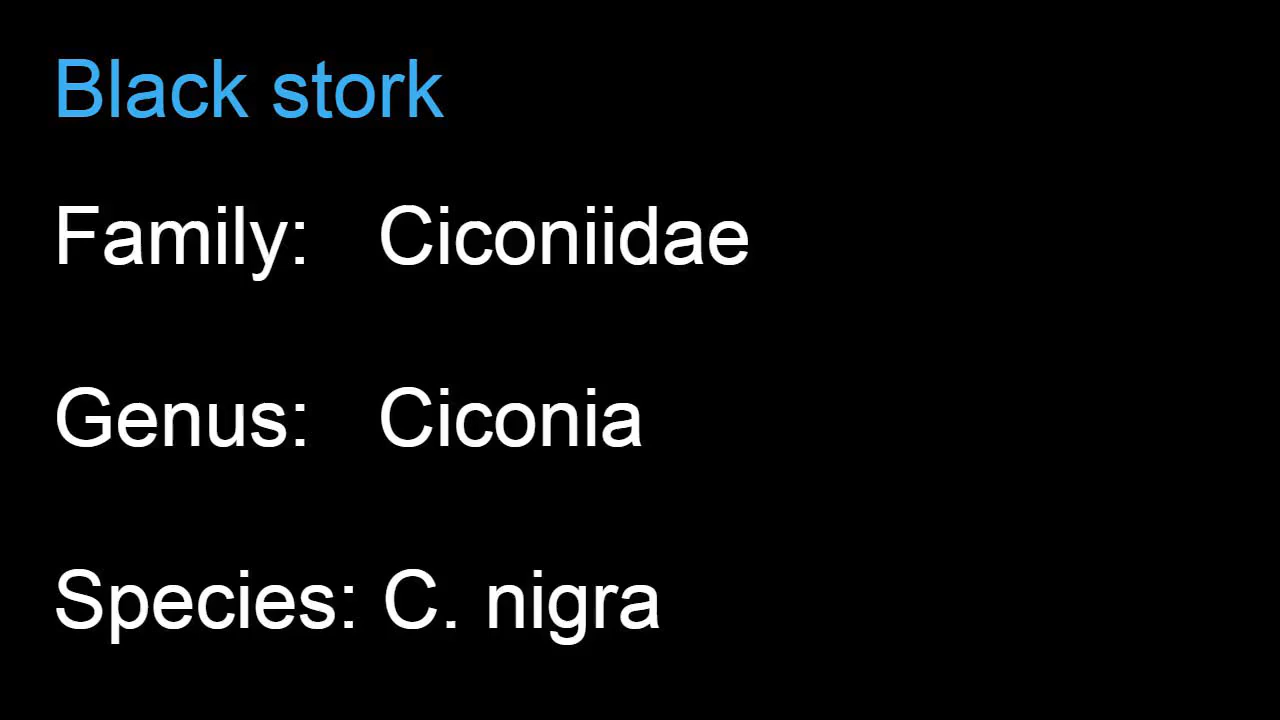 Black stork
Family: Ciconiidae
Genus: Ciconia
Species: C. nigra